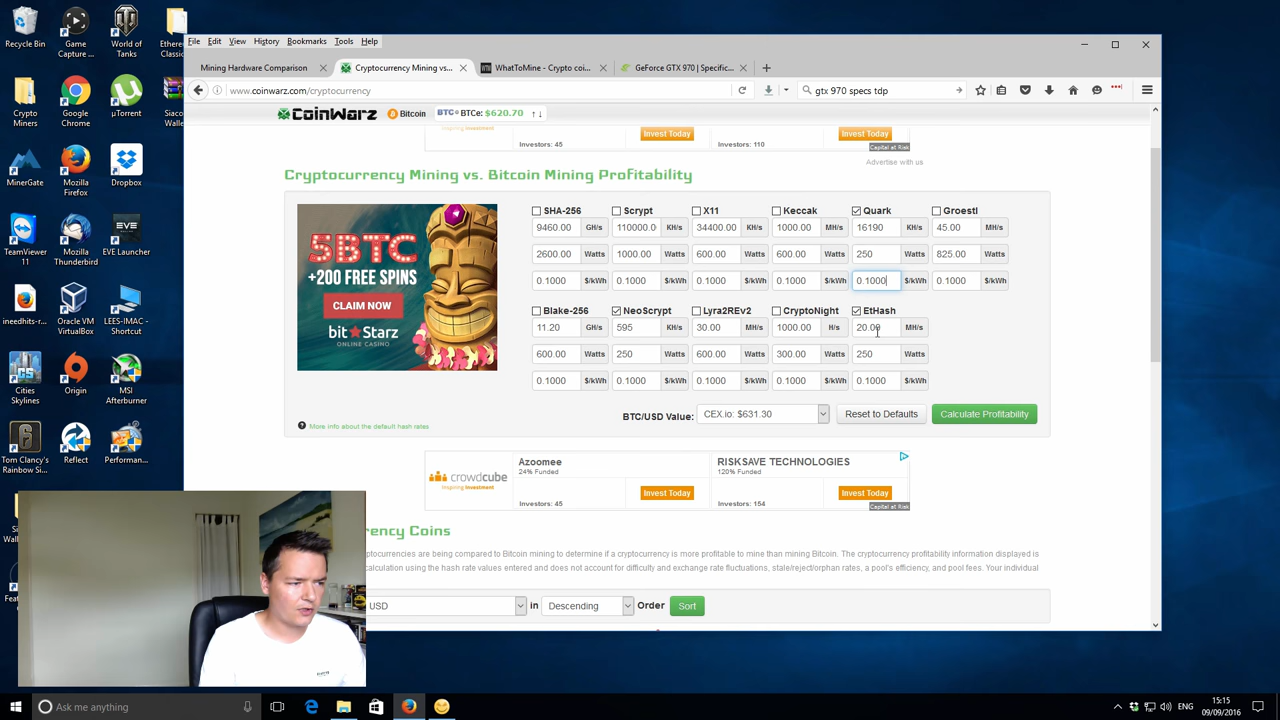 Recycle Bin
Game Capture ...
World of Tanks
Ethere Classic
Crypto Miners
Google Chrome
µTorrent
Siaco Walle
MinerGate
Mozilla Firefox
Dropbox
TeamViewer 11
Mozilla Thunderbird
EVE Launcher
ineedhits-r...
Oracle VM VirtualBox
LEES-IMAC - Shortcut
Cities Skylines
Origin
MSI Afterburner
Tom Clancy's Rainbow Si...
Reflect
Performan...
File Edit View History Bookmarks Tools Help
Mining Hardware Comparison
Cryptocurrency Mining vs...
WhatToMine - Crypto coi...
GeForce GTX 970 | Specific...
www.coinwarz.com/cryptocurrency
gtx 970 specs tdp
CoinWarz
Bitcoin
BTC BTCe: $620.70
Invest Today
Invest Today
Investors: 45
Investors: 110
Capital at Risk
Advertise with us
Cryptocurrency Mining vs. Bitcoin Mining Profitability
5BTC
+200 FREE SPINS
CLAIM NOW
bit Starz
ONLINE CASINO
SHA-256 Scrypt X11 Keccak Quark Groestl
9460.00 GH/s 110000.0 KH/s 34400.00 KH/s 1000.00 MH/s 16190 KH/s 45.00 MH/s
2600.00 Watts 1000.00 Watts 600.00 Watts 600.00 Watts 250 Watts 825.00 Watts
0.1000 $/kWh 0.1000 $/kWh 0.1000 $/kWh 0.1000 $/kWh 0.1000 $/kWh 0.1000 $/kWh
Blake-256 NeoScrypt Lyra2REv2 CryptoNight EtHash
11.20 GH/s 595 KH/s 30.00 MH/s 1000.00 H/s 20.00 MH/s
600.00 Watts 250 Watts 600.00 Watts 300.00 Watts 250 Watts
0.1000 $/kWh 0.1000 $/kWh 0.1000 $/kWh 0.1000 $/kWh 0.1000 $/kWh
BTC/USD Value: CEX.io: $631.30 Reset to Defaults Calculate Profitability
More info about the default hash rates
crowdcube
inspiring investment
Azoomee
24% Funded
Investors: 45
Invest Today
RISKSAVE TECHNOLOGIES
120% Funded
Investors: 154
Invest Today
Capital at Risk
rency Coins
ptocurrencies are being compared to Bitcoin mining to determine if a cryptocurrency is more profitable to mine than mining Bitcoin. The cryptocurrency profitability information displayed is
calculation using the hash rate values entered and does not account for difficulty and exchange rate fluctuations, stale/reject/orphan rates, a pool's efficiency, and pool fees. Your individual
USD in Descending Order Sort
Ask me anything
15:15
09/09/2016